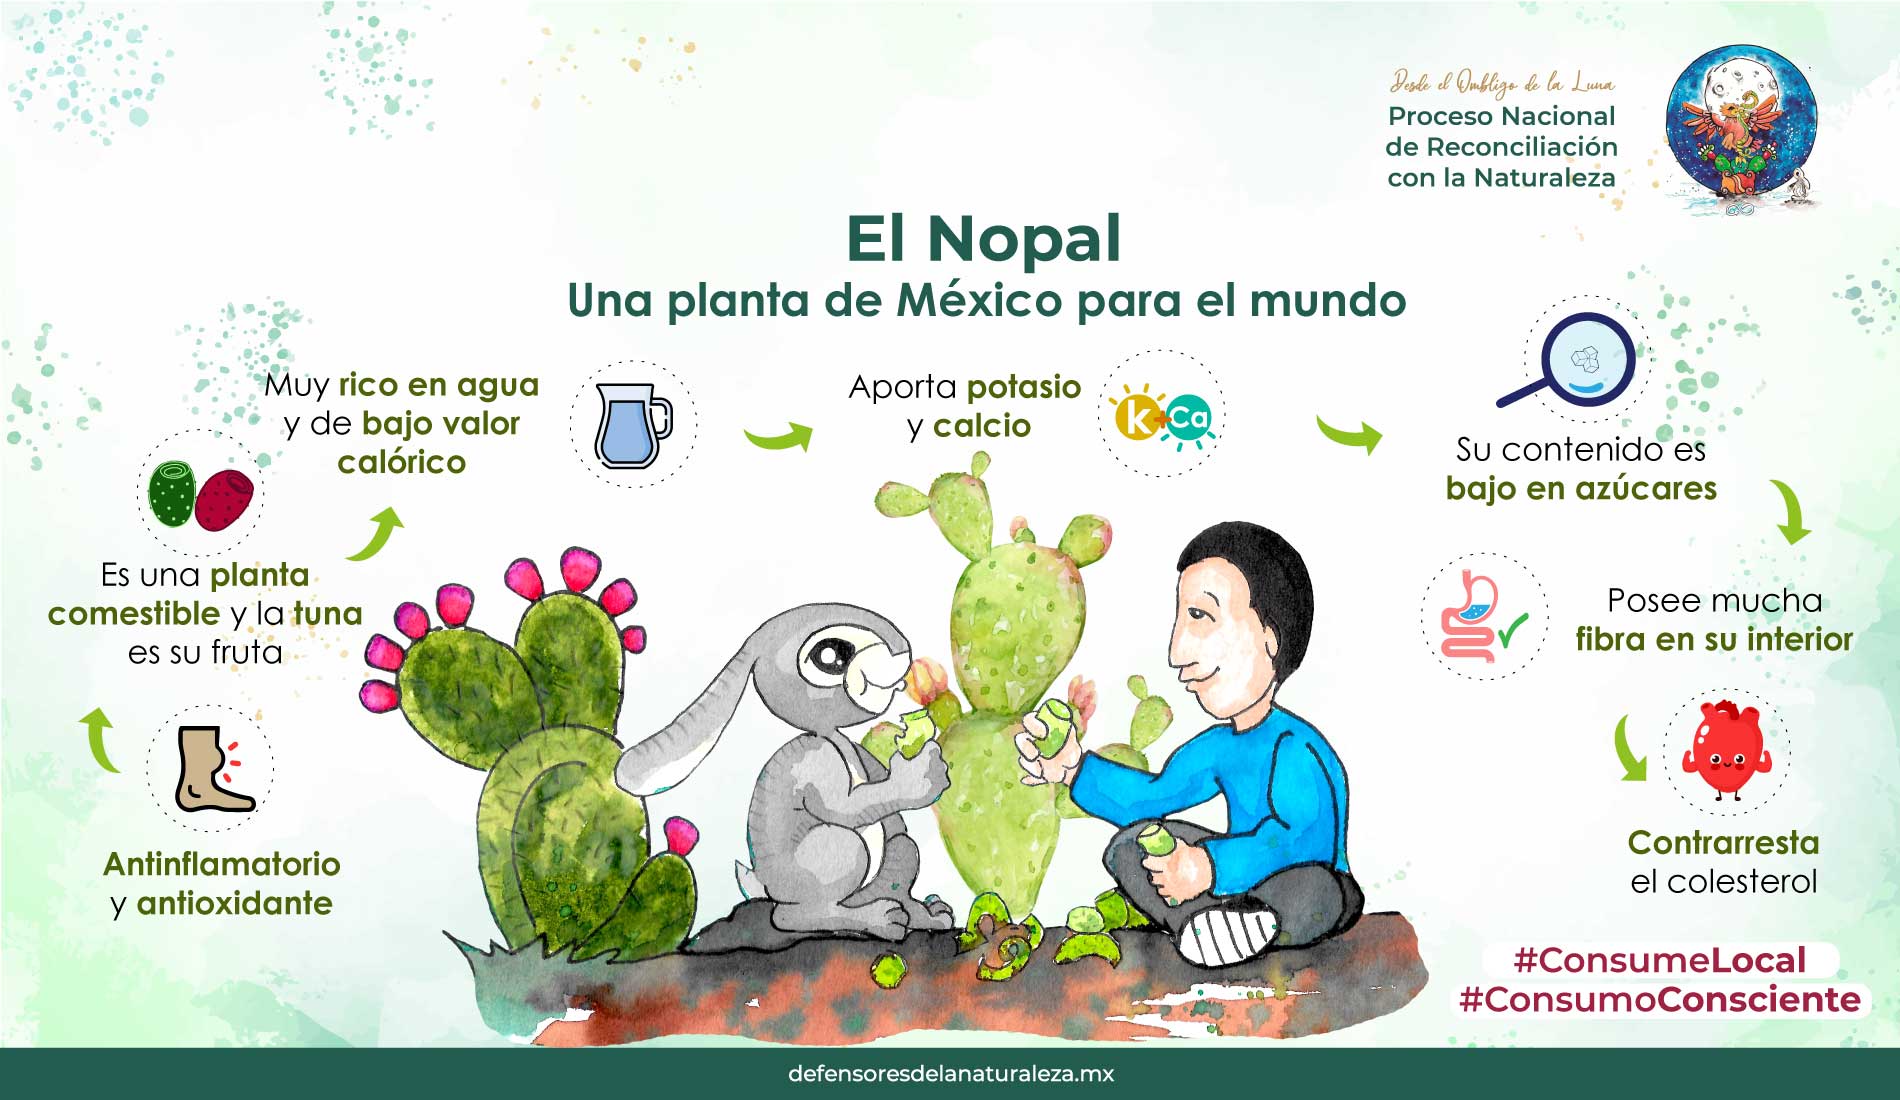 Desde el Ombligo de la Luna
Proceso Nacional
de Reconciliación
con la Naturaleza
El Nopal
Una planta de México para el mundo
Antinflamatorio
y antioxidante
Es una planta
comestible y la tuna
es su fruta
Muy rico en agua
y de bajo valor
calórico
Aporta potasio
y calcio
k+Ca
Su contenido es
bajo en azúcares
Posee mucha
fibra en su interior
Contrarresta
el colesterol
#ConsumeLocal
#ConsumoConsciente
defensoresdelanaturaleza.mx